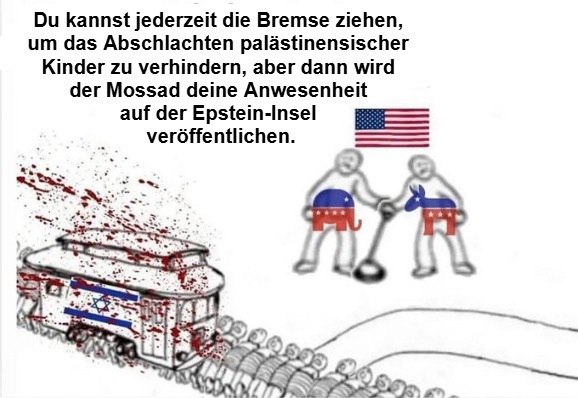 Du kannst jederzeit die Bremse ziehen,
um das Abschlachten palästinensischer
Kinder zu verhindern, aber dann wird
der Mossad deine Anwesenheit
auf der Epstein-Insel
veröffentlichen.